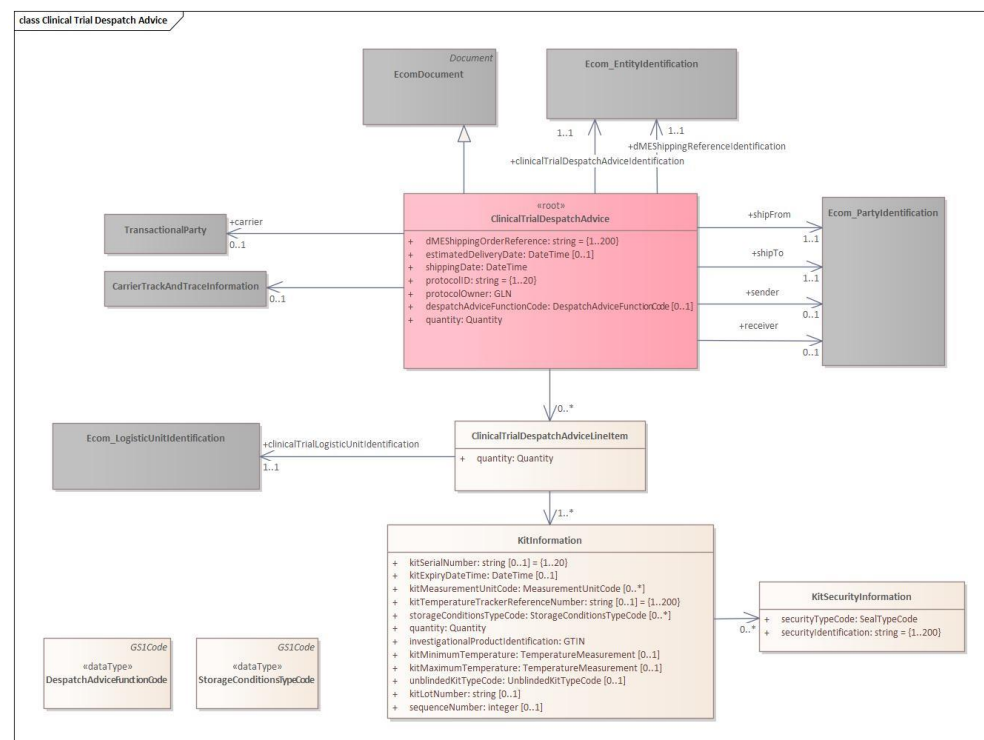 class Clinical Trial Despatch Advice
Document
EcomDocument
Ecom_EntityIdentification
1..1
1..1
+dMEShippingReferenceIdentification
+clinicalTrialDespatchAdviceIdentification
«root»
ClinicalTrialDespatchAdvice
+ dMEShippingOrderReference: string = {1..200}
+ estimatedDeliveryDate: DateTime [0..1]
+ shippingDate: DateTime
+ protocolID: string = {1..20}
+ protocolOwner: GLN
+ despatchAdviceFunctionCode: DespatchAdviceFunctionCode [0..1]
+ quantity: Quantity
TransactionalParty
+carrier
0..1
CarrierTrackAndTraceInformation
0..1
Ecom_PartyIdentification
+shipFrom
1..1
+shipTo
1..1
+sender
0..1
+receiver
0..1
0..*
Ecom_LogisticUnitIdentification
+clinicalTrialLogisticUnitIdentification
1..1
ClinicalTrialDespatchAdviceLineItem
+ quantity: Quantity
1..*
KitInformation
+ kitSerialNumber: string [0..1] = {1..20}
+ kitExpiryDateTime: DateTime [0..1]
+ kitMeasurementUnitCode: MeasurementUnitCode [0..*]
+ kitTemperatureTrackerReferenceNumber: string [0..1] = {1..200}
+ storageConditionsTypeCode: StorageConditionsTypeCode [0..*]
+ quantity: Quantity
+ investigationalProductIdentification: GTIN
+ kitMinimumTemperature: TemperatureMeasurement [0..1]
+ kitMaximumTemperature: TemperatureMeasurement [0..1]
+ unblindedKitTypeCode: UnblindedKitTypeCode [0..1]
+ kitLotNumber: string [0..1]
+ sequenceNumber: integer [0..1]
0..*
KitSecurityInformation
+ securityTypeCode: SealTypeCode
+ securityIdentification: string = {1..200}
GS1Code
«dataType»
DespatchAdviceFunctionCode
GS1Code
«dataType»
StorageConditionsTypeCode